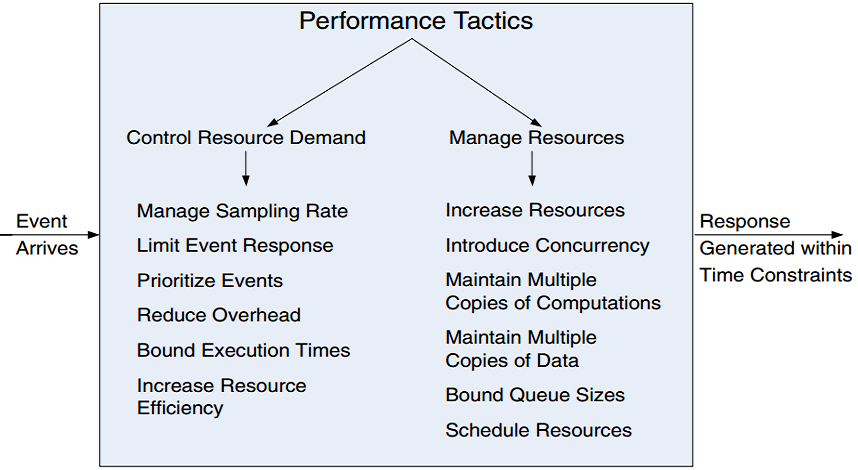 Performance Tactics
Control Resource Demand
Manage Resources
Event
Arrives
Manage Sampling Rate
Limit Event Response
Prioritize Events
Reduce Overhead
Bound Execution Times
Increase Resource
Efficiency
Increase Resources
Introduce Concurrency
Maintain Multiple
Copies of Computations
Maintain Multiple
Copies of Data
Bound Queue Sizes
Schedule Resources
Response
Generated within
Time Constraints